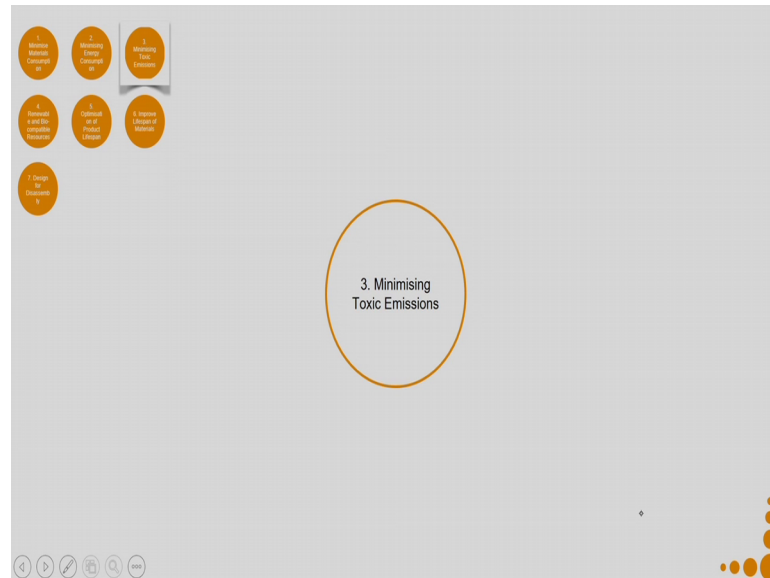 1.
Minimise
Materials
Consumpti
on
2.
Minimising
Energy
Consumpti
on
3.
Minimising
Toxic
Emissions
4.
Renewabl
e and Bio-
compatible
Resources
5.
Optimisati
on of
Product
Lifespan
6. Improve
Lifespan of
Materials
7. Design
for
Disassemb
ly
3. Minimising
Toxic Emissions